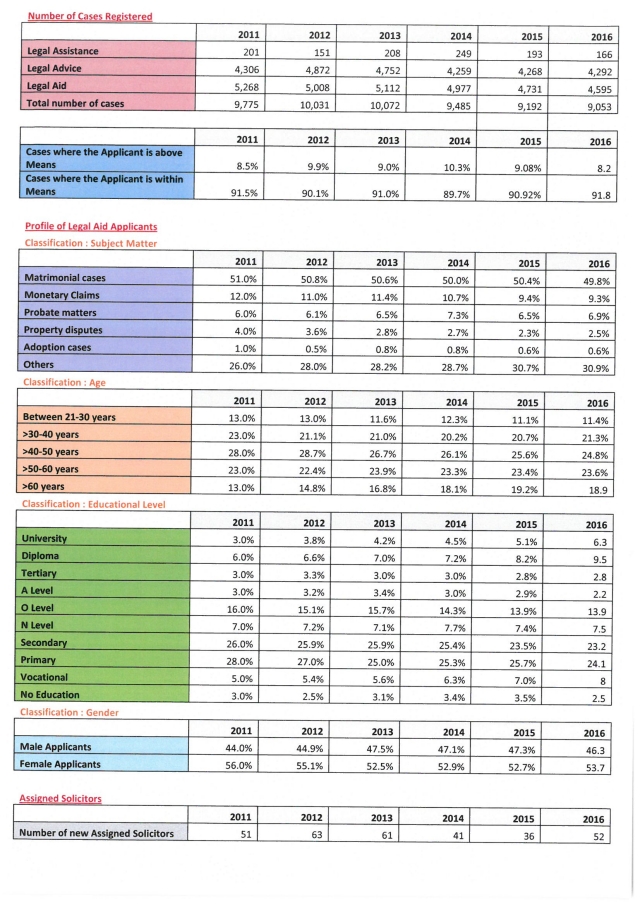 Number of Cases Registered
2011 2012 2013 2014 2015 2016
Legal Assistance 201 151 208 249 193 166
Legal Advice 4,306 4,872 4,752 4,259 4,268 4,292
Legal Aid 5,268 5,008 5,112 4,977 4,731 4,595
Total number of cases 9,775 10,031 10,072 9,485 9,192 9,053
2011 2012 2013 2014 2015 2016
Cases where the Applicant is above
Means 8.5% 9.9% 9.0% 10.3% 9.08% 8.2
Cases where the Applicant is within
Means 91.5% 90.1% 91.0% 89.7% 90.92% 91.8
Profile of Legal Aid Applicants
Classification : Subject Matter
2011 2012 2013 2014 2015 2016
Matrimonial cases 51.0% 50.8% 50.6% 50.0% 50.4% 49.8%
Monetary Claims 12.0% 11.0% 11.4% 10.7% 9.4% 9.3%
Probate matters 6.0% 6.1% 6.5% 7.3% 6.5% 6.9%
Property disputes 4.0% 3.6% 2.8% 2.7% 2.3% 2.5%
Adoption cases 1.0% 0.5% 0.8% 0.8% 0.6% 0.6%
Others 26.0% 28.0% 28.2% 28.7% 30.7% 30.9%
Classification : Age
2011 2012 2013 2014 2015 2016
Between 21-30 years 13.0% 13.0% 11.6% 12.3% 11.1% 11.4%
>30-40 years 23.0% 21.1% 21.0% 20.2% 20.7% 21.3%
>40-50 years 28.0% 28.7% 26.7% 26.1% 25.6% 24.8%
>50-60 years 23.0% 22.4% 23.9% 23.3% 23.4% 23.6%
>60 years 13.0% 14.8% 16.8% 18.1% 19.2% 18.9
Classification : Educational Level
2011 2012 2013 2014 2015 2016
University 3.0% 3.8% 4.2% 4.5% 5.1% 6.3
Diploma 6.0% 6.6% 7.0% 7.2% 8.2% 9.5
Tertiary 3.0% 3.3% 3.0% 3.0% 2.8% 2.8
A Level 3.0% 3.2% 3.4% 3.0% 2.9% 2.2
O Level 16.0% 15.1% 15.7% 14.3% 13.9% 13.9
N Level 7.0% 7.2% 7.1% 7.7% 7.4% 7.5
Secondary 26.0% 25.9% 25.9% 25.4% 23.5% 23.2
Primary 28.0% 27.0% 25.0% 25.3% 25.7% 24.1
Vocational 5.0% 5.4% 5.6% 6.3% 7.0% 8
No Education 3.0% 2.5% 3.1% 3.4% 3.5% 2.5
Classification : Gender
2011 2012 2013 2014 2015 2016
Male Applicants 44.0% 44.9% 47.5% 47.1% 47.3% 46.3
Female Applicants 56.0% 55.1% 52.5% 52.9% 52.7% 53.7
Assigned Solicitors
2011 2012 2013 2014 2015 2016
Number of new Assigned Solicitors 51 63 61 41 36 52